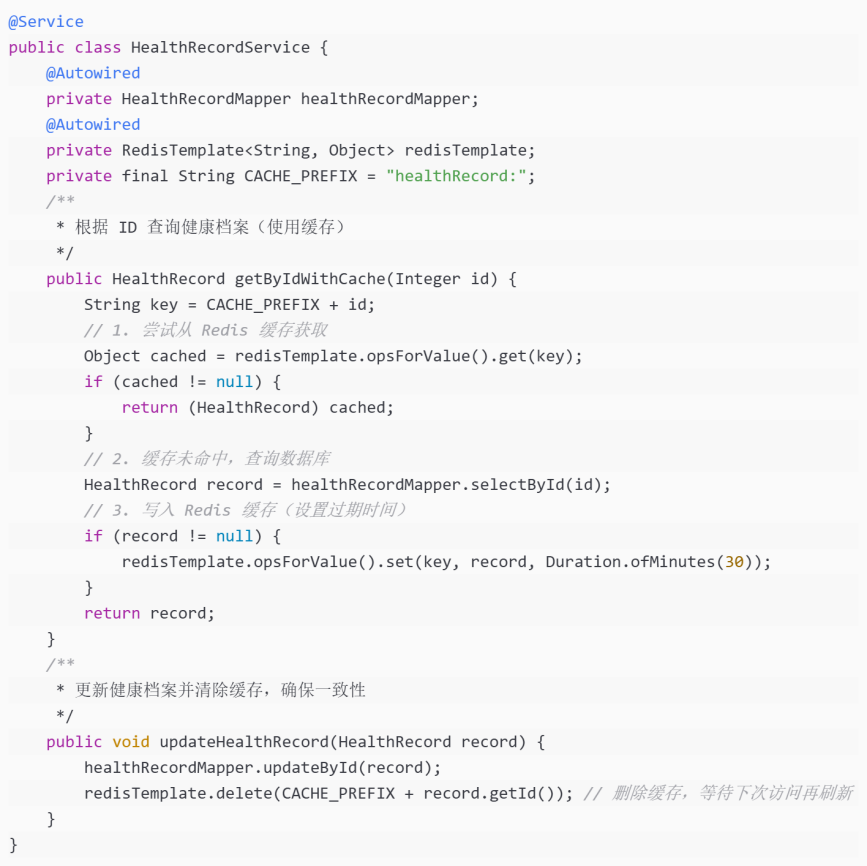 @Service
public class HealthRecordService {
    @Autowired
    private HealthRecordMapper healthRecordMapper;
    @Autowired
    private RedisTemplate<String, Object> redisTemplate;
    private final String CACHE_PREFIX = "healthRecord:";
    /**
     * 根据 ID 查询健康档案（使用缓存）
     */
    public HealthRecord getByIdWithCache(Integer id) {
        String key = CACHE_PREFIX + id;
        // 1. 尝试从 Redis 缓存获取
        Object cached = redisTemplate.opsForValue().get(key);
        if (cached != null) {
            return (HealthRecord) cached;
        }
        // 2. 缓存未命中，查询数据库
        HealthRecord record = healthRecordMapper.selectById(id);
        // 3. 写入 Redis 缓存（设置过期时间）
        if (record != null) {
            redisTemplate.opsForValue().set(key, record, Duration.ofMinutes(30));
        }
        return record;
    }
    /**
     * 更新健康档案并清除缓存，确保一致性
     */
    public void updateHealthRecord(HealthRecord record) {
        healthRecordMapper.updateById(record);
        redisTemplate.delete(CACHE_PREFIX + record.getId()); // 删除缓存，等待下次访问再刷新
    }
}